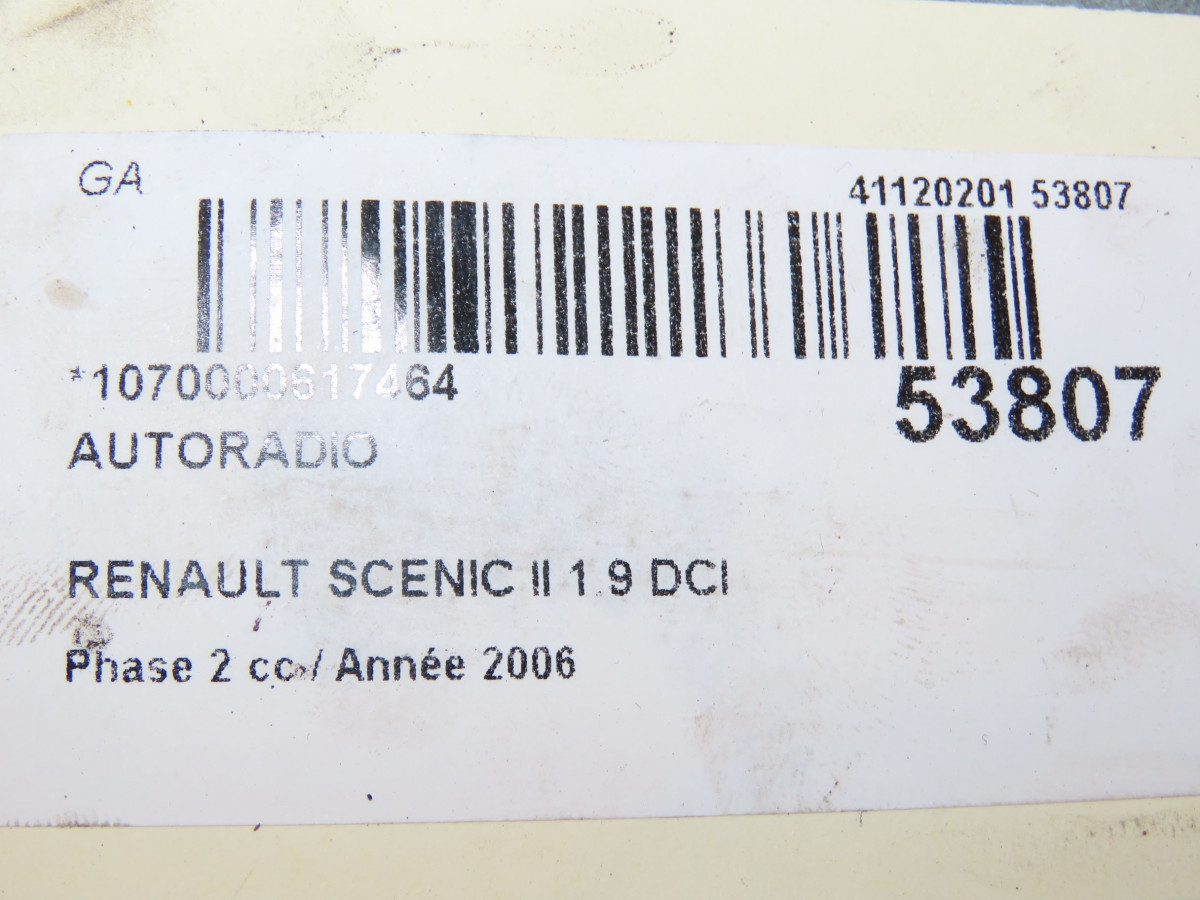 GA
41120201 53807
*1070000617464
53807
AUTORADIO
RENAULT SCENIC II 1.9 DCI
Phase 2 cc / Année 2006